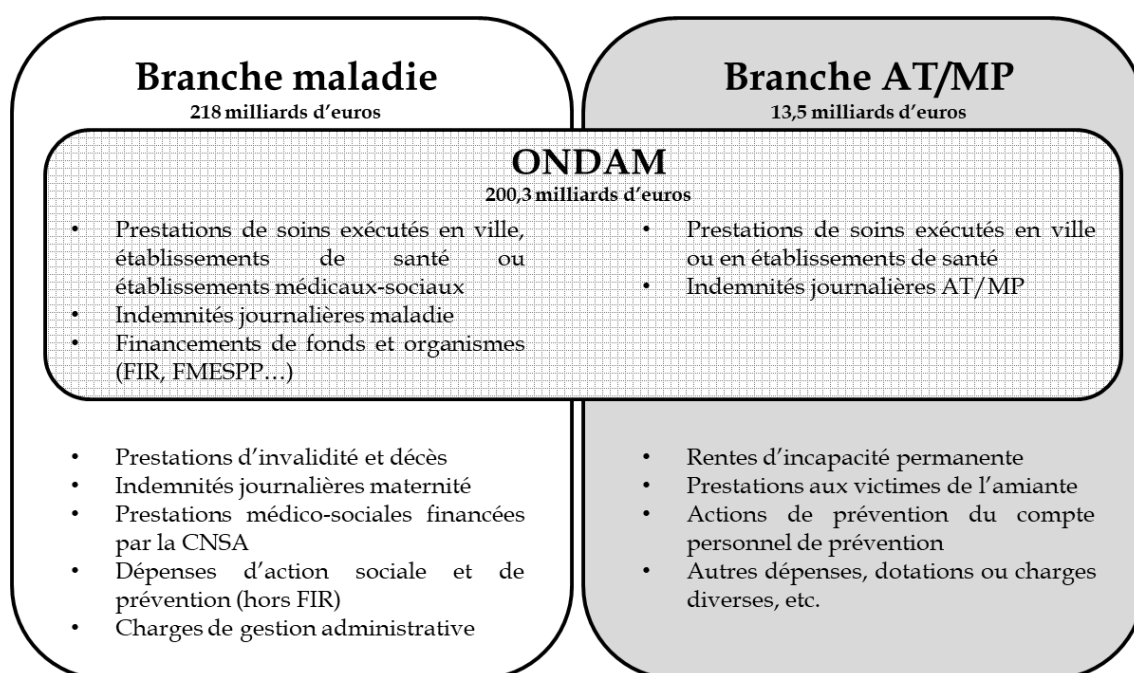 Branche maladie
218 milliards d'euros
Branche AT/MP
13,5 milliards d'euros
ONDAM
200,3 milliards d'euros
• Prestations de soins exécutés en ville,
établissements de santé ou
établissements médicaux-sociaux
• Indemnités journalières maladie
• Financements de fonds et organismes
(FIR, FMESPP…)
• Prestations de soins exécutés en ville
ou en établissements de santé
• Indemnités journalières AT/MP
• Prestations d'invalidité et décès
• Indemnités journalières maternité
• Prestations médico-sociales financées
par la CNSA
• Dépenses d'action sociale et de
prévention (hors FIR)
• Charges de gestion administrative
• Rentes d'incapacité permanente
• Prestations aux victimes de l'amiante
• Actions de prévention du compte
personnel de prévention
• Autres dépenses, dotations ou charges
diverses, etc.